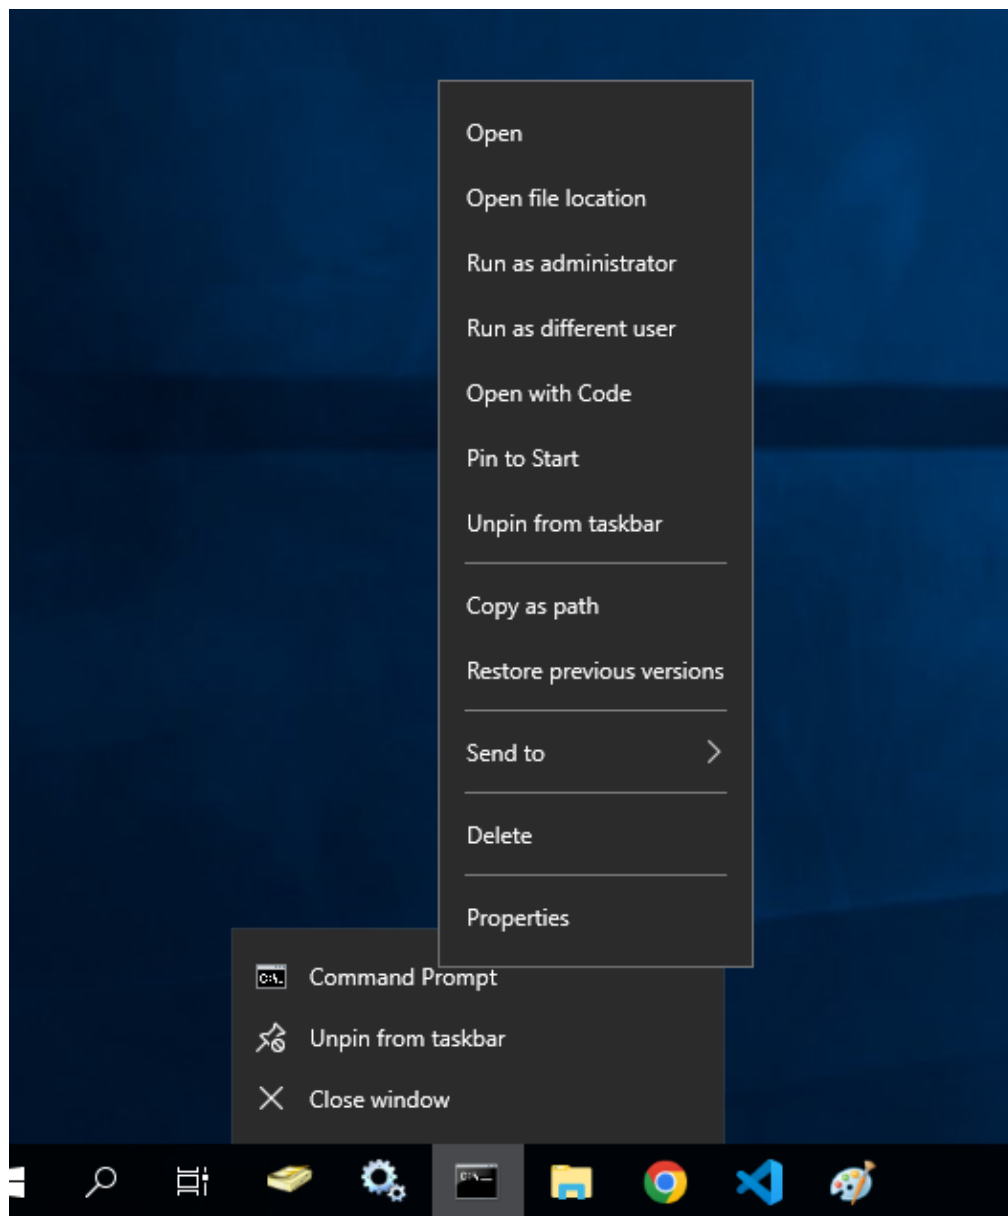 Open
Open file location
Run as administrator
Run as different user
Open with Code
Pin to Start
Unpin from taskbar
Copy as path
Restore previous versions
Send to
Delete
Properties
Command Prompt
Unpin from taskbar
Close window